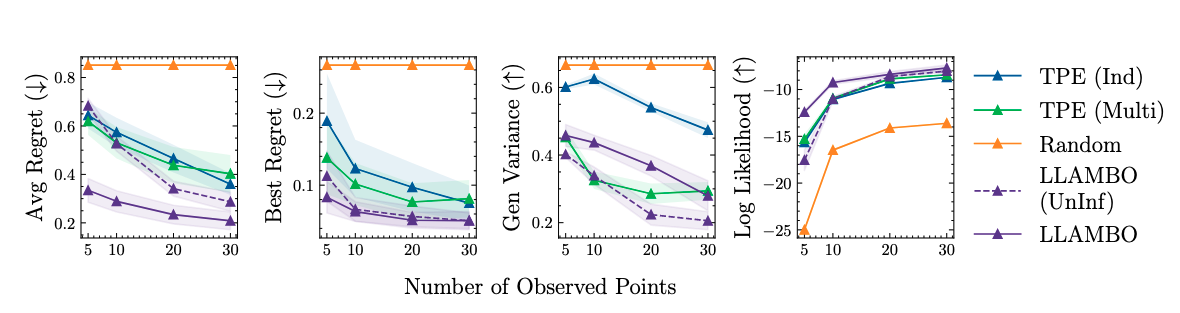 Avg Regret (↓)
0.8
0.6
0.4
0.2
5 10 20 30
Best Regret (↓)
0.2
0.1
5 10 20 30
Gen Variance (↑)
0.6
0.4
0.2
5 10 20 30
Log Likelihood (↑)
−10
−15
−20
−25
5 10 20 30
Number of Observed Points
TPE (Ind)
TPE (Multi)
Random
LLAMBO
(UnInf)
LLAMBO